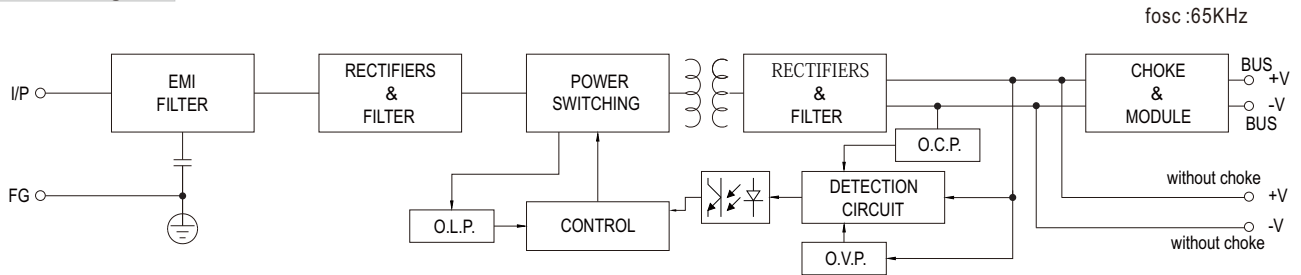 fosc :65KHz
I/P
EMI
FILTER
RECTIFIERS
&
FILTER
POWER
SWITCHING
RECTIFIERS
&
FILTER
CHOKE
&
MODULE
BUS
+V
-V
BUS
O.C.P.
FG
O.L.P.
CONTROL
DETECTION
CIRCUIT
O.V.P.
without choke
+V
-V
without choke